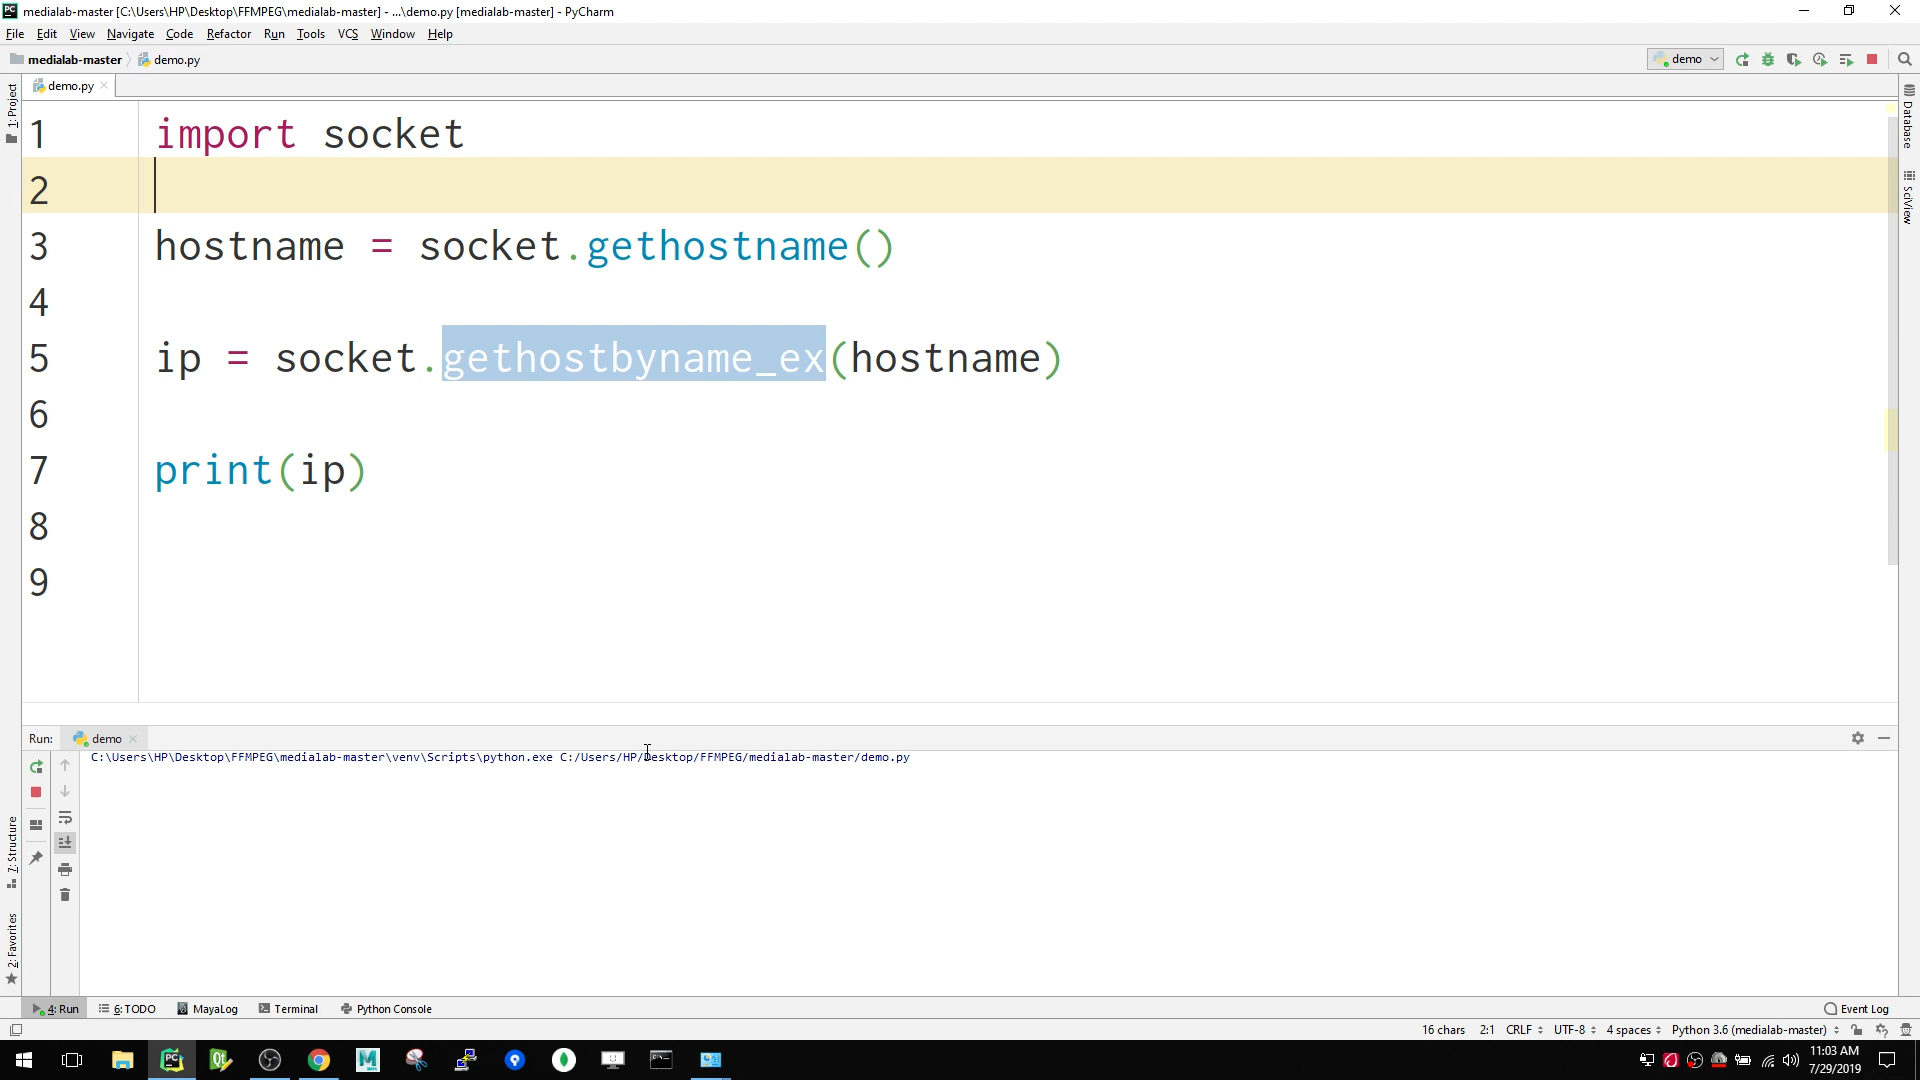 medialab-master [C:\Users\HP\Desktop\FFMPEG\medialab-master] - ...\demo.py [medialab-master] - PyCharm
File Edit View Navigate Code Refactor Run Tools VCS Window Help
medialab-master demo.py demo
demo.py
1: Project
Database
SciView
1 import socket
2
3 hostname = socket.gethostname()
4
5 ip = socket.gethostbyname_ex(hostname)
6
7 print(ip)
8
9
Run: demo
C:\Users\HP\Desktop\FFMPEG\medialab-master\venv\Scripts\python.exe C:/Users/HP/Desktop/FFMPEG/medialab-master/demo.py
7: Structure
2: Favorites
4: Run 6: TODO MayaLog Terminal Python Console Event Log
16 chars 2:1 CRLF UTF-8 4 spaces Python 3.6 (medialab-master)
11:03 AM
7/29/2019